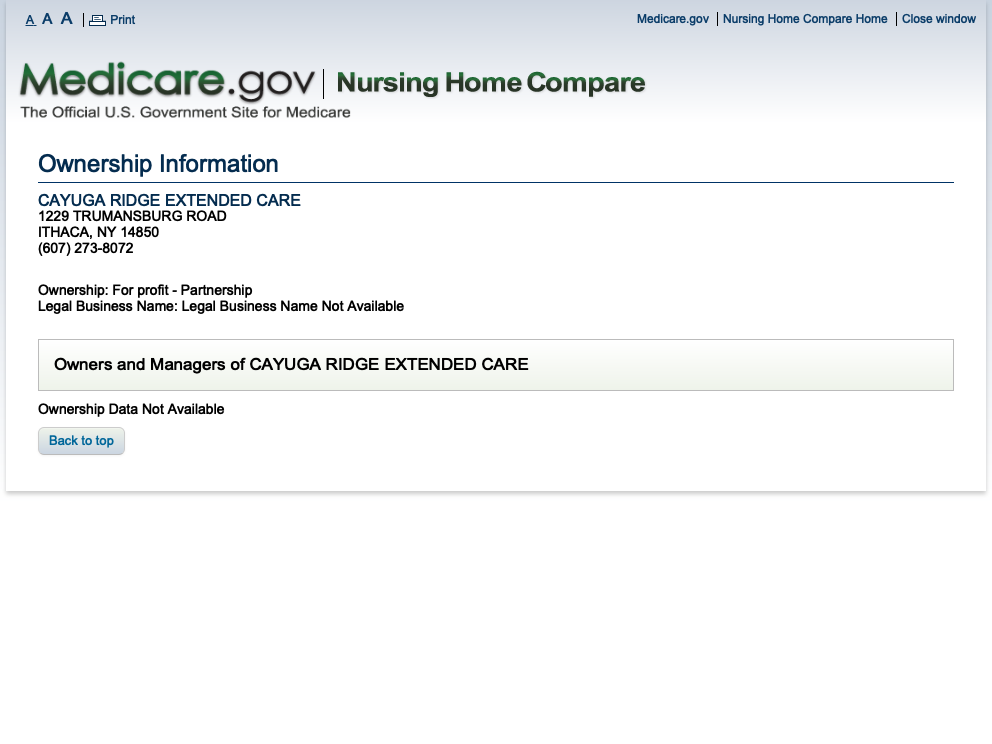 A A A Print Medicare.gov Nursing Home Compare Home Close window
Medicare.gov Nursing Home Compare
The Official U.S. Government Site for Medicare
Ownership Information
CAYUGA RIDGE EXTENDED CARE
1229 TRUMANSBURG ROAD
ITHACA, NY 14850
(607) 273-8072
Ownership: For profit - Partnership
Legal Business Name: Legal Business Name Not Available
Owners and Managers of CAYUGA RIDGE EXTENDED CARE
Ownership Data Not Available
Back to top